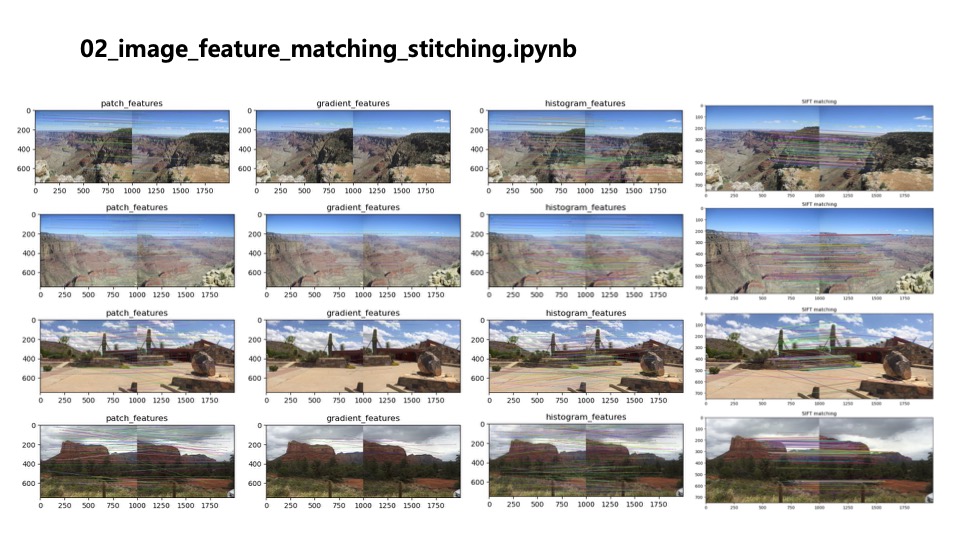 02_image_feature_matching_stitching.ipynb
patch_features
gradient_features
histogram_features
SIFT matching
0
200
400
600
0 250 500 750 1000 1250 1500 1750
0
200
400
600
0 250 500 750 1000 1250 1500 1750
0
200
400
600
0 250 500 750 1000 1250 1500 1750
0
100
200
300
400
500
600
700
0 250 500 750 1000 1250 1500 1750
patch_features
gradient_features
histogram_features
SIFT matching
0
200
400
600
0 250 500 750 1000 1250 1500 1750
0
200
400
600
0 250 500 750 1000 1250 1500 1750
0
200
400
600
0 250 500 750 1000 1250 1500 1750
0
100
200
300
400
500
600
700
0 250 500 750 1000 1250 1500 1750
patch_features
gradient_features
histogram_features
SIFT matching
0
200
400
600
0 250 500 750 1000 1250 1500 1750
0
200
400
600
0 250 500 750 1000 1250 1500 1750
0
200
400
600
0 250 500 750 1000 1250 1500 1750
0
100
200
300
400
500
600
700
0 250 500 750 1000 1250 1500 1750
patch_features
gradient_features
histogram_features
SIFT matching
0
200
400
600
0 250 500 750 1000 1250 1500 1750
0
200
400
600
0 250 500 750 1000 1250 1500 1750
0
200
400
600
0 250 500 750 1000 1250 1500 1750
0
100
200
300
400
500
600
700
0 250 500 750 1000 1250 1500 1750